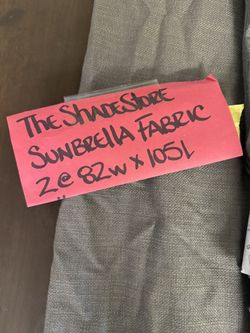 The ShadeStore
Sunbrella Fabric
2@ 82w x 105L